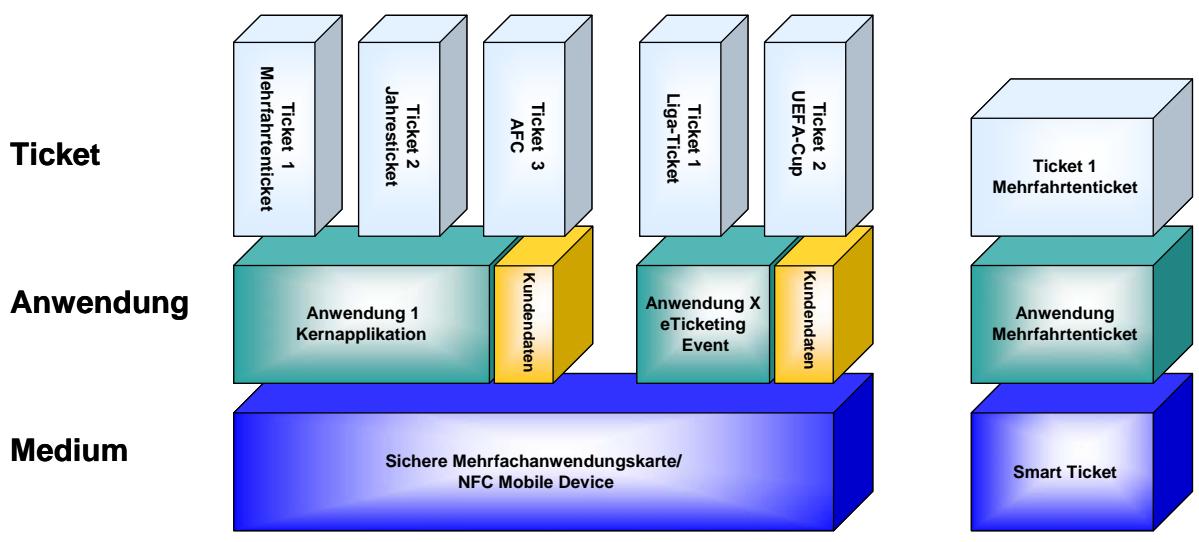 Ticket
Ticket 1
Mehrfahrtenticket
Ticket 2
Jahresticket
Ticket 3
AFC
Ticket 1
Liga-Ticket
Ticket 2
UEFA-Cup
Ticket 1
Mehrfahrtenticket
Anwendung
Anwendung 1
Kernapplikation
Kundendaten
Anwendung X
eTicketing
Event
Kundendaten
Anwendung
Mehrfahrtenticket
Medium
Sichere Mehrfachanwendungskarte/
NFC Mobile Device
Smart Ticket